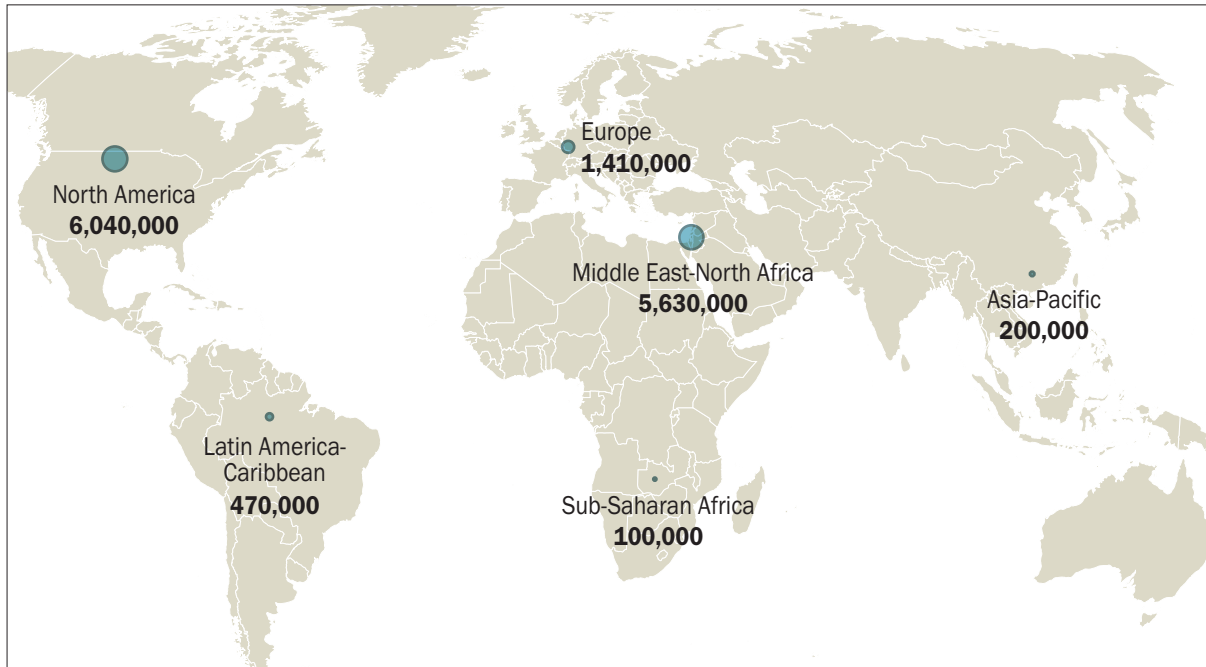 Europe
1,410,000
North America
6,040,000
Middle East-North Africa
5,630,000
Asia-Pacific
200,000
Latin America-
Caribbean
470,000
Sub-Saharan Africa
100,000